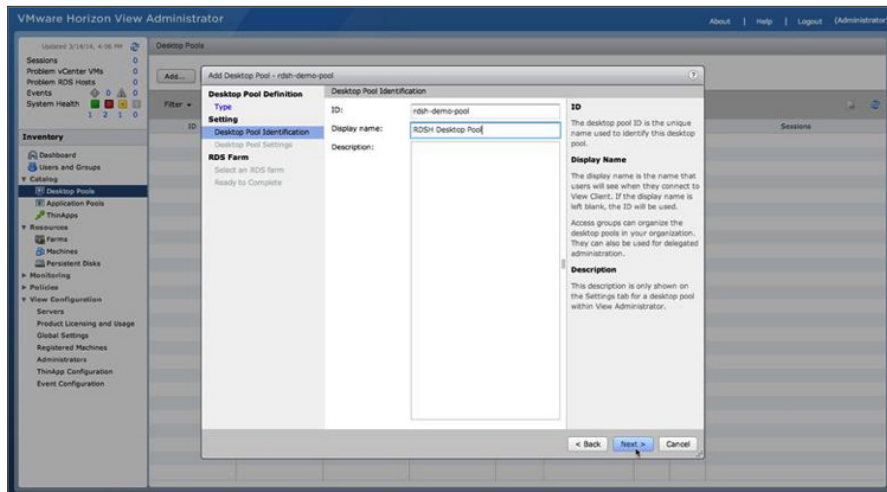 VMware Horizon View Administrator
About | Help | Logout (Administrator
Updated 3/14/14, 4:08 PM
Sessions 0
Problem vCenter VMs 0
Problem RDS Hosts 0
Events 0 0
System Health
1 2 1 0
Inventory
Dashboard
Users and Groups
Catalog
Desktop Pools
Application Pools
ThinApps
Resources
Farms
Machines
Persistent Disks
Monitoring
Policies
View Configuration
Servers
Product Licensing and Usage
Global Settings
Registered Machines
Administrators
ThinApp Configuration
Event Configuration
Desktop Pools
Add...
Filter
ID
Sessions
Add Desktop Pool - rdsh-demo-pool
?
Desktop Pool Definition
Type
Setting
Desktop Pool Identification
Desktop Pool Settings
RDS Farm
Select an RDS farm
Ready to Complete
Desktop Pool Identification
ID: rdsh-demo-pool
Display name: RDSH Desktop Pool
Description:
ID
The desktop pool ID is the unique
name used to identify this desktop
pool.
Display Name
The display name is the name that
users will see when they connect to
View Client. If the display name is
left blank, the ID will be used.
Access groups can organize the
desktop pools in your organization.
They can also be used for delegated
administration.
Description
This description is only shown on
the Settings tab for a desktop pool
within View Administrator.
< Back Next > Cancel